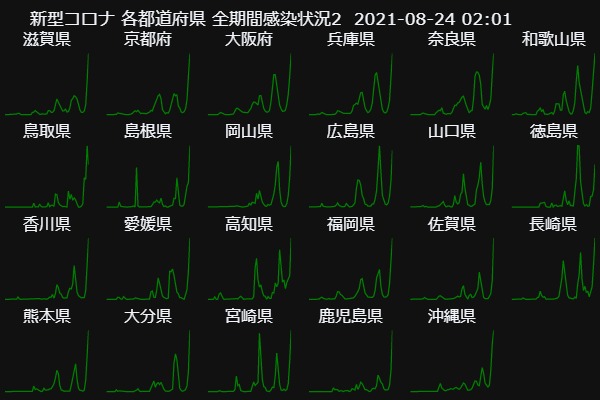 新型コロナ 各都道府県 全期間感染状況2 2021-08-24 02:01
滋賀県 京都府 大阪府 兵庫県 奈良県 和歌山県
鳥取県 島根県 岡山県 広島県 山口県 徳島県
香川県 愛媛県 高知県 福岡県 佐賀県 長崎県
熊本県 大分県 宮崎県 鹿児島県 沖縄県